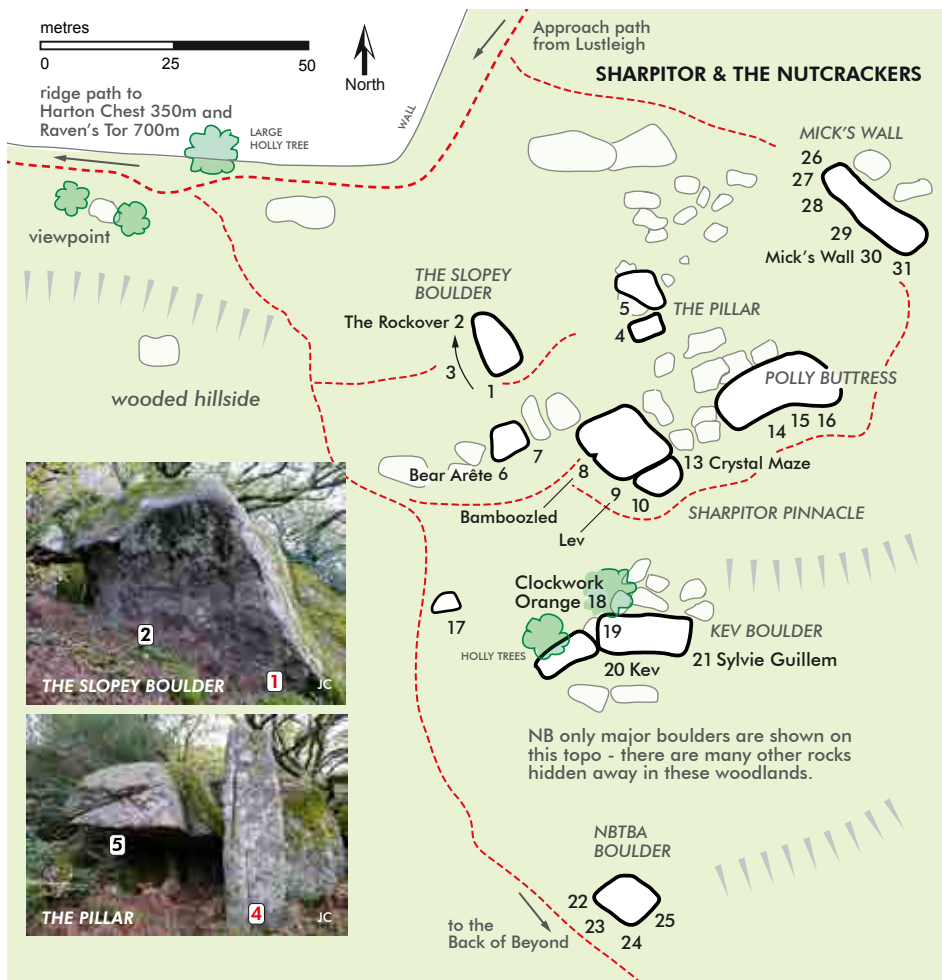 metres
0 25 50
North
Approach path
from Lustleigh
SHARPITOR & THE NUTCRACKERS
ridge path to
Harton Chest 350m and
Raven's Tor 700m
LARGE
HOLLY TREE
WALL
viewpoint
MICK'S WALL
26
27
28
29
Mick's Wall 30
31
THE SLOPEY
BOULDER
The Rockover 2
3
1
5
THE PILLAR
4
wooded hillside
POLLY BUTTRESS
14 15 16
Bear Arête 6
7
8
9
10
13 Crystal Maze
Bamboozled
Lev
SHARPITOR PINNACLE
2
THE SLOPEY BOULDER
1
JC
17
Clockwork
Orange 18
19
HOLLY TREES
KEV BOULDER
20 Kev
21 Sylvie Guillem
NB only major boulders are shown on
this topo - there are many other rocks
hidden away in these woodlands.
5
THE PILLAR
4
JC
NBTBA
BOULDER
22
23
24
25
to the
Back of Beyond